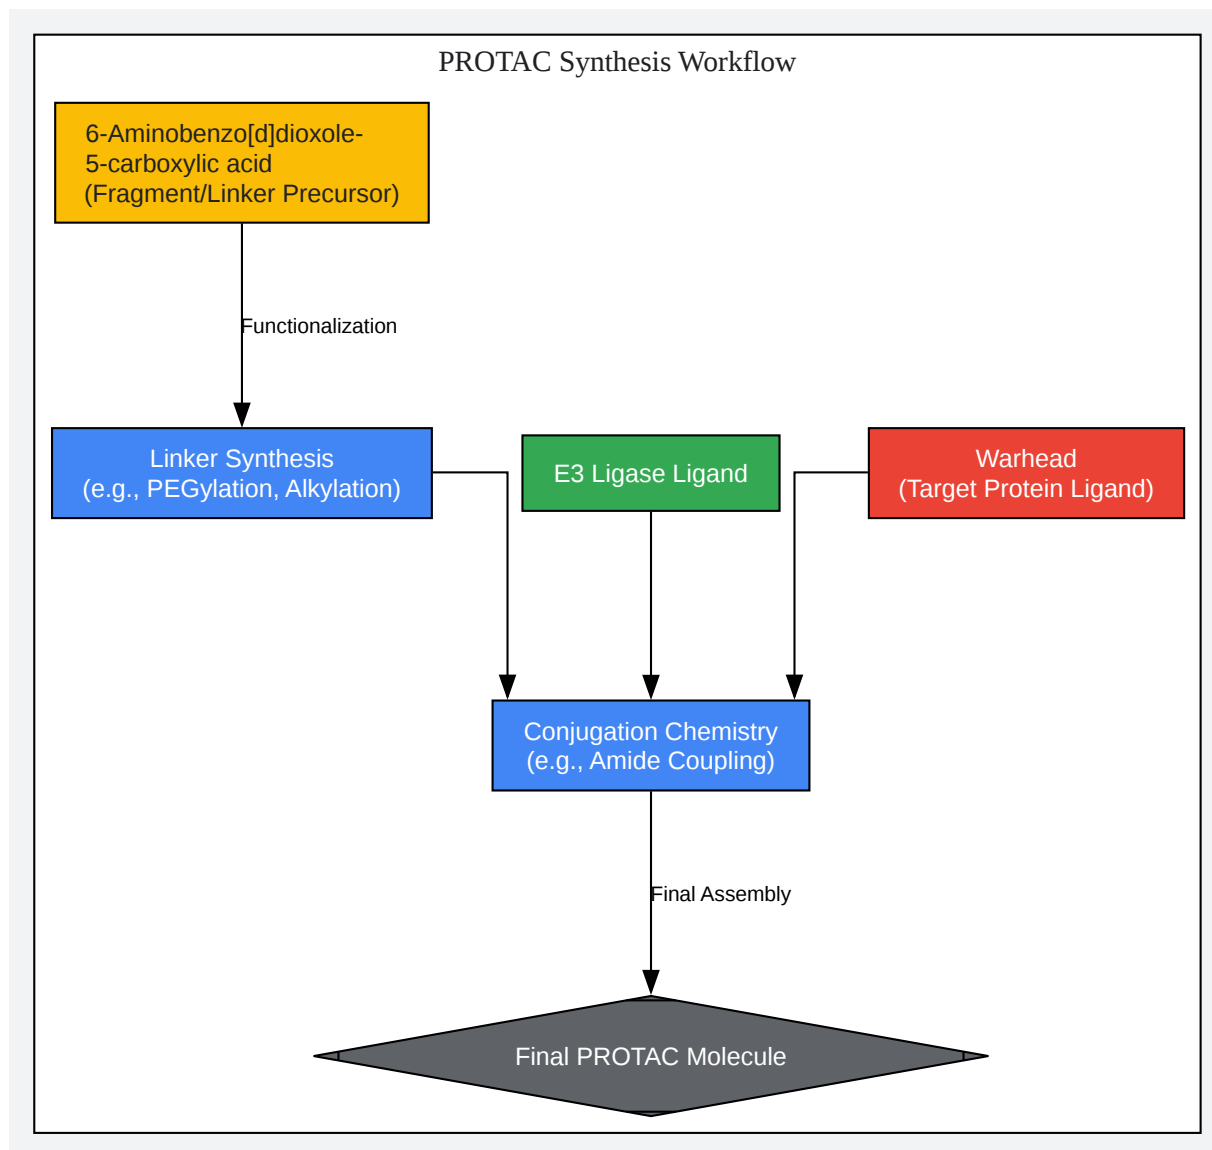 PROTAC Synthesis Workflow
6-Aminobenzo[d]dioxole-
5-carboxylic acid
(Fragment/Linker Precursor)
Functionalization
Linker Synthesis
(e.g., PEGylation, Alkylation)
E3 Ligase Ligand
Warhead
(Target Protein Ligand)
Conjugation Chemistry
(e.g., Amide Coupling)
Final Assembly
Final PROTAC Molecule